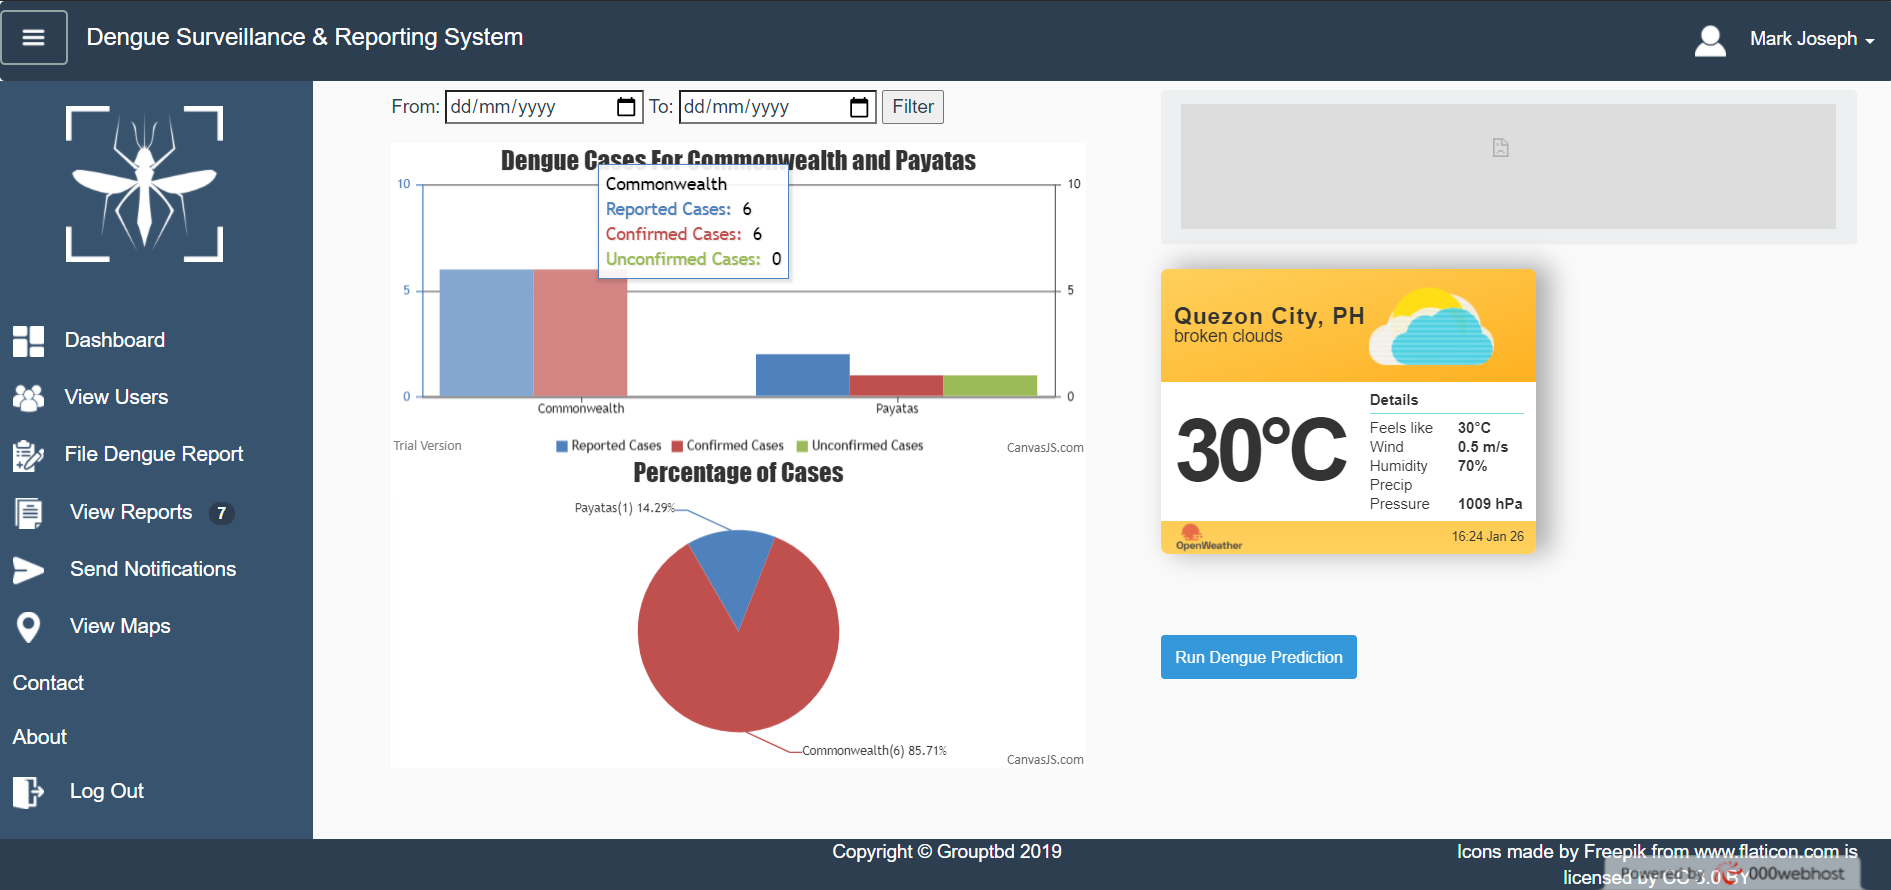 Dengue Surveillance & Reporting System
Mark Joseph
Dashboard
View Users
File Dengue Report
View Reports 7
Send Notifications
View Maps
Contact
About
Log Out
From: dd/mm/yyyy To: dd/mm/yyyy Filter
Dengue Cases For Commonwealth and Payatas
Commonwealth
Reported Cases: 6
Confirmed Cases: 6
Unconfirmed Cases: 0
10
5
0
10
5
0
Commonwealth Payatas
Trial Version
Reported Cases Confirmed Cases Unconfirmed Cases
CanvasJS.com
Percentage of Cases
Payatas(1) 14.29%
Commonwealth(6) 85.71%
CanvasJS.com
Quezon City, PH
broken clouds
30°C
Details
Feels like 30°C
Wind 0.5 m/s
Humidity 70%
Precip
Pressure 1009 hPa
OpenWeather
16:24 Jan 26
Run Dengue Prediction
Copyright © Grouptbd 2019
Icons made by Freepik from www.flaticon.com is
licensed by CC 3.0 BY
Powered by 000webhost